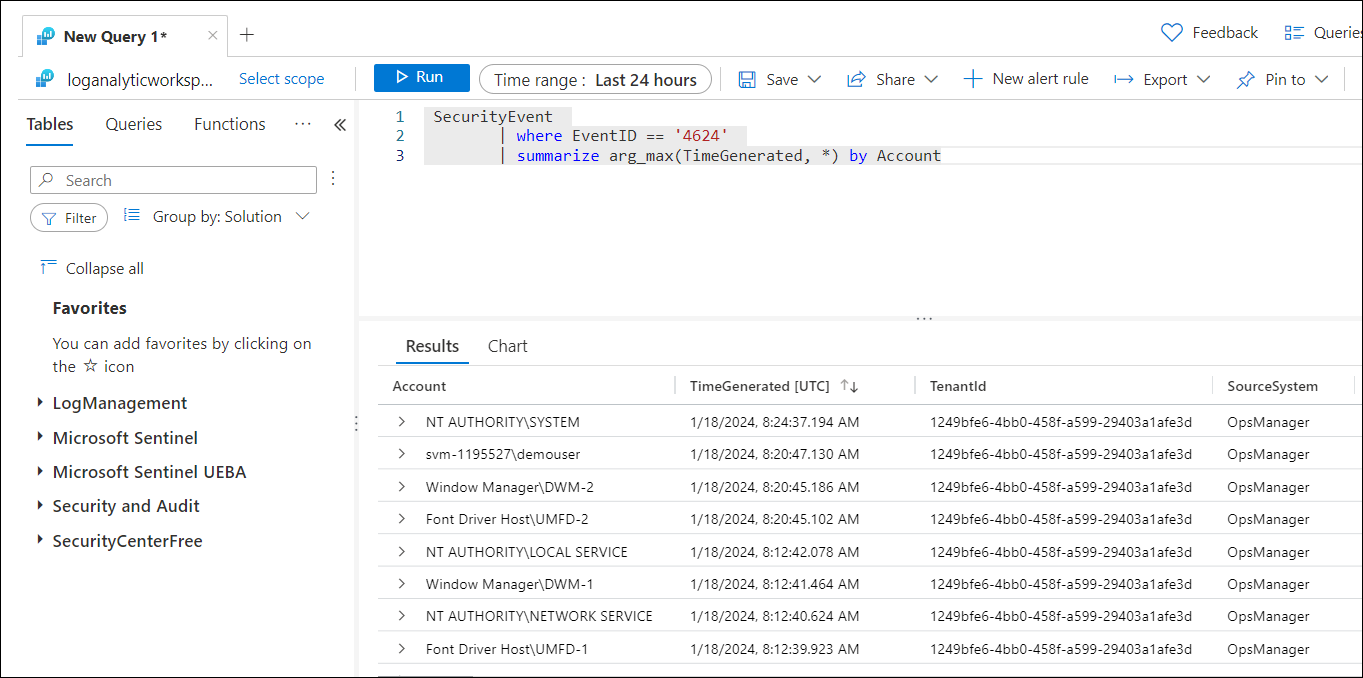 New Query 1*
Feedback
Queries
loganalyticworksp...
Select scope
Run
Time range : Last 24 hours
Save
Share
New alert rule
Export
Pin to
Tables
Queries
Functions
...
1 SecurityEvent
2 | where EventID == '4624'
3 | summarize arg_max(TimeGenerated, *) by Account
Search
Filter
Group by: Solution
Collapse all
Favorites
You can add favorites by clicking on
the ☆ icon
LogManagement
Microsoft Sentinel
Microsoft Sentinel UEBA
Security and Audit
SecurityCenterFree
Results
Chart
Account TimeGenerated [UTC] TenantId SourceSystem
NT AUTHORITY\SYSTEM 1/18/2024, 8:24:37.194 AM 1249bfe6-4bb0-458f-a599-29403a1afe3d OpsManager
svm-1195527\demouser 1/18/2024, 8:20:47.130 AM 1249bfe6-4bb0-458f-a599-29403a1afe3d OpsManager
Window Manager\DWM-2 1/18/2024, 8:20:45.186 AM 1249bfe6-4bb0-458f-a599-29403a1afe3d OpsManager
Font Driver Host\UMFD-2 1/18/2024, 8:20:45.102 AM 1249bfe6-4bb0-458f-a599-29403a1afe3d OpsManager
NT AUTHORITY\LOCAL SERVICE 1/18/2024, 8:12:42.078 AM 1249bfe6-4bb0-458f-a599-29403a1afe3d OpsManager
Window Manager\DWM-1 1/18/2024, 8:12:41.464 AM 1249bfe6-4bb0-458f-a599-29403a1afe3d OpsManager
NT AUTHORITY\NETWORK SERVICE 1/18/2024, 8:12:40.624 AM 1249bfe6-4bb0-458f-a599-29403a1afe3d OpsManager
Font Driver Host\UMFD-1 1/18/2024, 8:12:39.923 AM 1249bfe6-4bb0-458f-a599-29403a1afe3d OpsManager